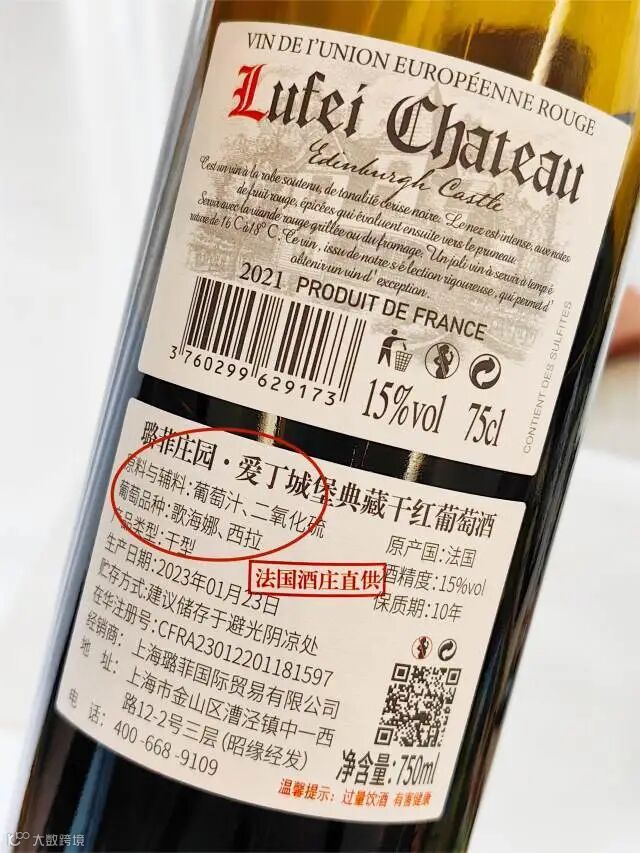 VIN DE l'UNION EUROPÉENNE ROUGE
Lufei Chateau
Edinburgh Castle
C'est un vin à la robe soutenu, de tonalité cerise noire. Le nez est intense, aux notes
de fruit rouge, épicées qui évoluent ensuite vers le pruneau
Servir avec la viande rouge grillée ou du fromage. Un joli vin à servir à temp é
rature de 16°C à 18°C. Ce vin, issu de notre s é lection rigoureuse, qui permet d'
obtenir un vin d' exception.
2021 PRODUIT DE FRANCE
3 760299 629173
15%vol 75cl
CONTIENT DES SULFITES
璐菲庄园·爱丁城堡典藏干红葡萄酒
原料与辅料:葡萄汁、二氧化硫
葡萄品种:歌海娜、西拉
产品类型:干型
生产日期:2023年01月23日
贮存方式:建议储存于避光阴凉处
在华注册号:CFRA23012201181597
经销商:上海璐菲国际贸易有限公司
地 址:上海市金山区漕泾镇中一西
路12-2号三层(昭缘经发)
电 话:400-668-9109
原产国:法国
酒精度:15%vol
保质期:10年
法国酒庄直供
净含量:750ml
温馨提示:过量饮酒 有害健康
大数跨境